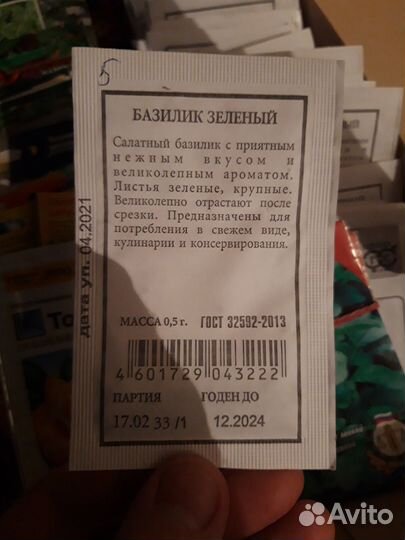 5
БАЗИЛИК ЗЕЛЕНЫЙ
Салатный базилик с приятным
нежным вкусом и
великолепным ароматом.
Листья зеленые, крупные.
Великолепно отрастают после
срезки. Предназначены для
потребления в свежем виде,
кулинарии и консервирования.
дата уп. 04.2021
МАССА 0,5 г. ГОСТ 32592-2013
4 601729 043222
ПАРТИЯ ГОДЕН ДО
17.02 33 /1 12.2024
Avito